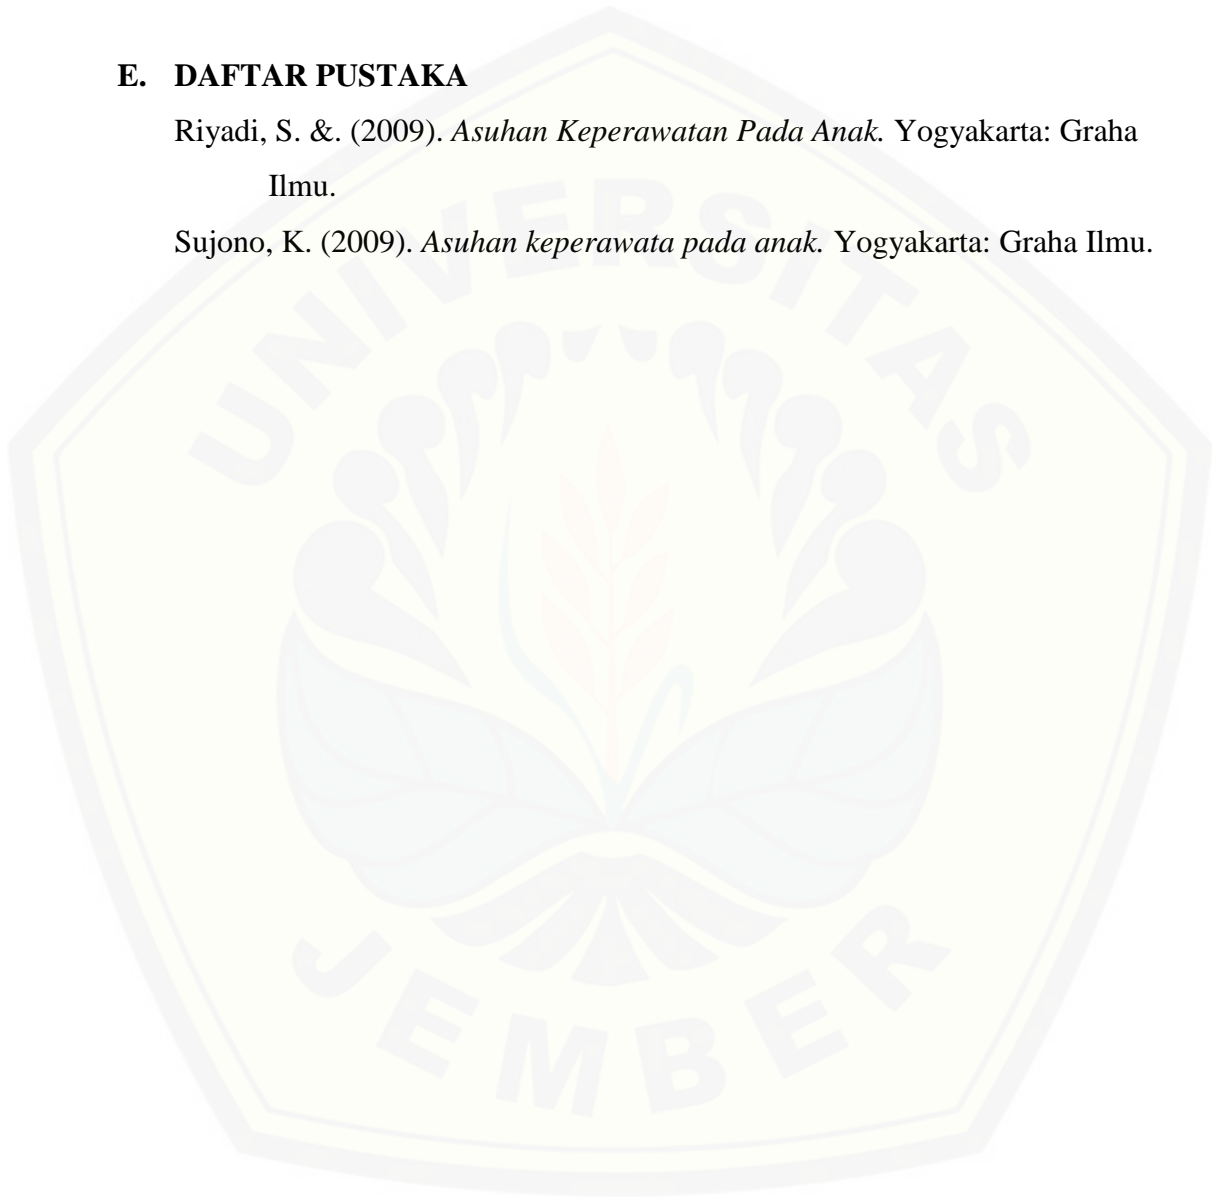 E. DAFTAR PUSTAKA
Riyadi, S. &. (2009). Asuhan Keperawatan Pada Anak. Yogyakarta: Graha
Ilmu.
Sujono, K. (2009). Asuhan keperawata pada anak. Yogyakarta: Graha Ilmu.
UNIVERSITAS
JEMBER